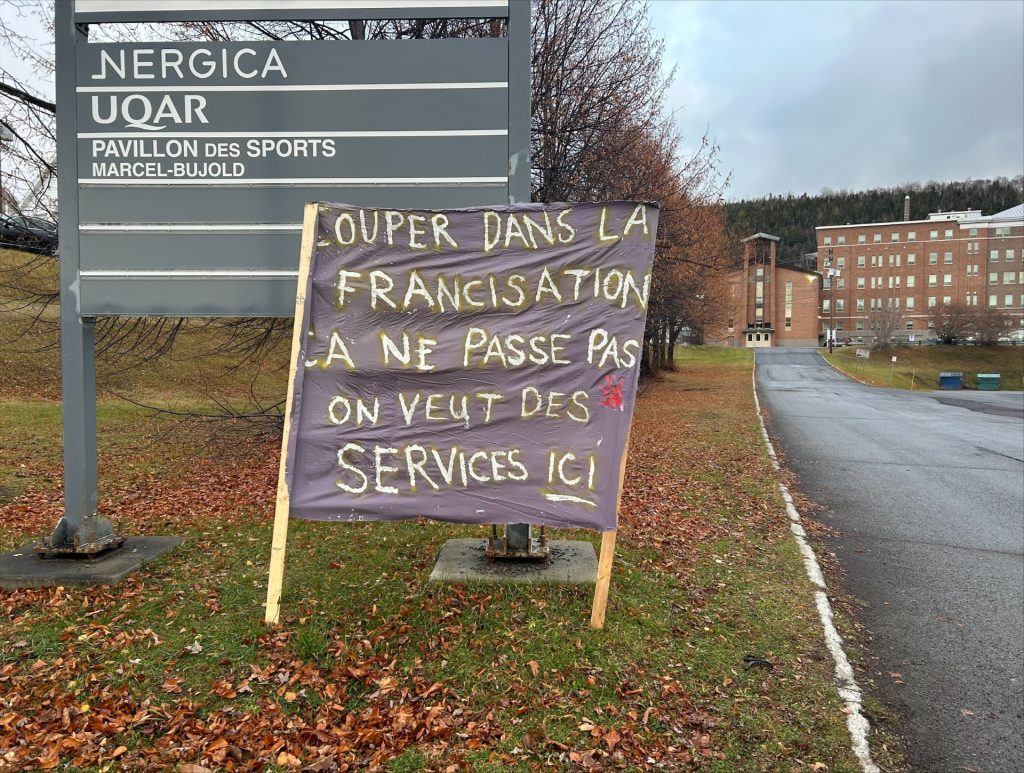 NERGICA
UQAR
PAVILLON DES SPORTS
MARCEL-BUJOLD
COUPER DANS LA
FRANCISATION
ÇA NE PASSE PAS
ON VEUT DES
SERVICES ICI